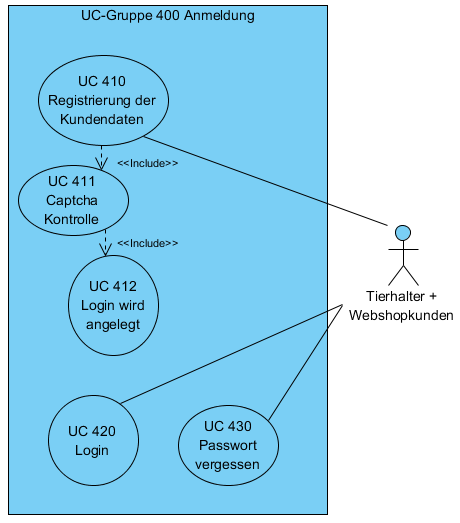 UC-Gruppe 400 Anmeldung
UC 410
Registrierung der
Kundendaten
<<Include>>
UC 411
Captcha
Kontrolle
<<Include>>
UC 412
Login wird
angelegt
Tierhalter +
Webshopkunden
UC 420
Login
UC 430
Passwort
vergessen